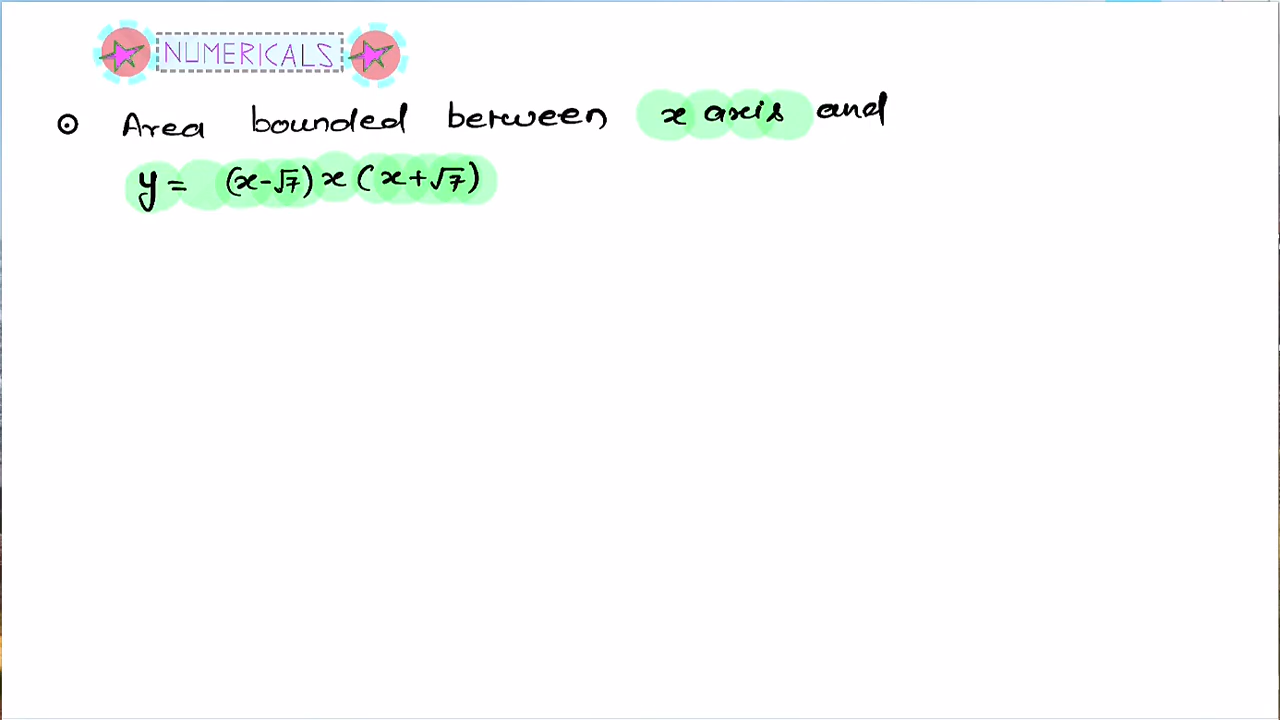 NUMERICALS
Area bounded between x axis and
y = (x-√7) x (x+√7)